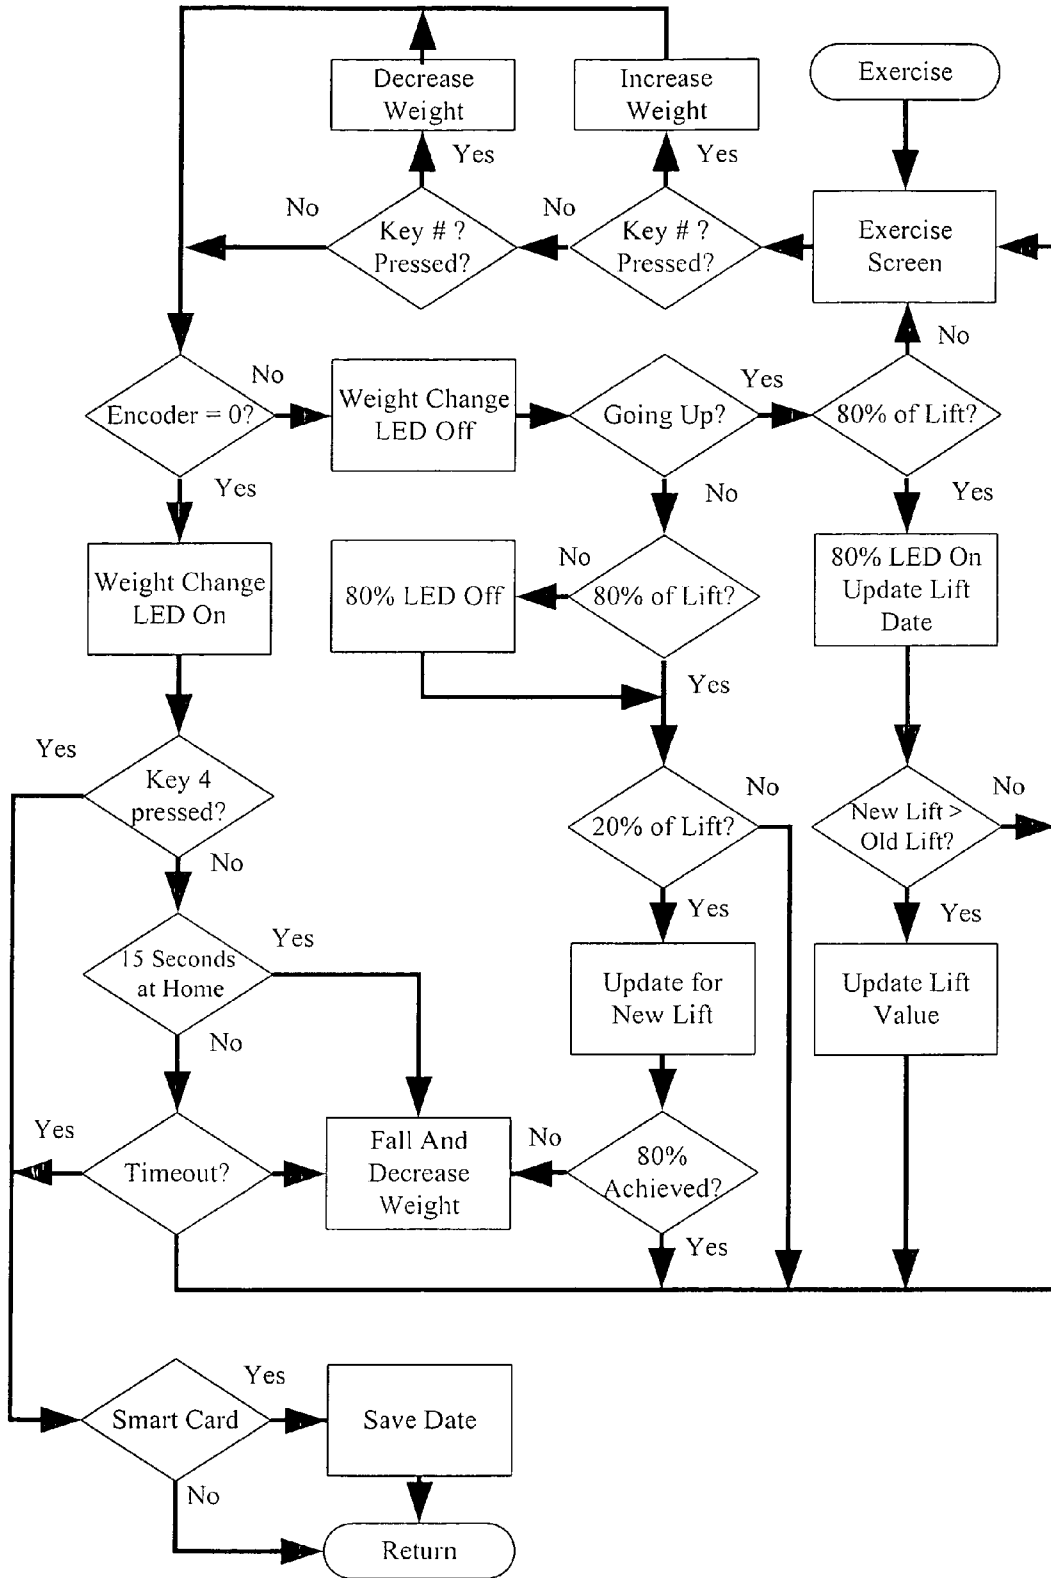 Decrease
Weight
Increase
Weight
Exercise
Yes
Yes
No
Key # ?
Pressed?
No
Key # ?
Pressed?
Exercise
Screen
No
Encoder = 0?
No
Weight Change
LED Off
Going Up?
Yes
80% of Lift?
Yes
No
Yes
Weight Change
LED On
80% LED Off
No
80% of Lift?
80% LED On
Update Lift
Date
Yes
Yes
Key 4
pressed?
No
20% of Lift?
No
New Lift >
Old Lift?
No
Yes
Yes
15 Seconds
at Home
Yes
Update for
New Lift
Update Lift
Value
No
Yes
Timeout?
Fall And
Decrease
Weight
No
80%
Achieved?
Yes
Smart Card
Yes
Save Date
No
Return